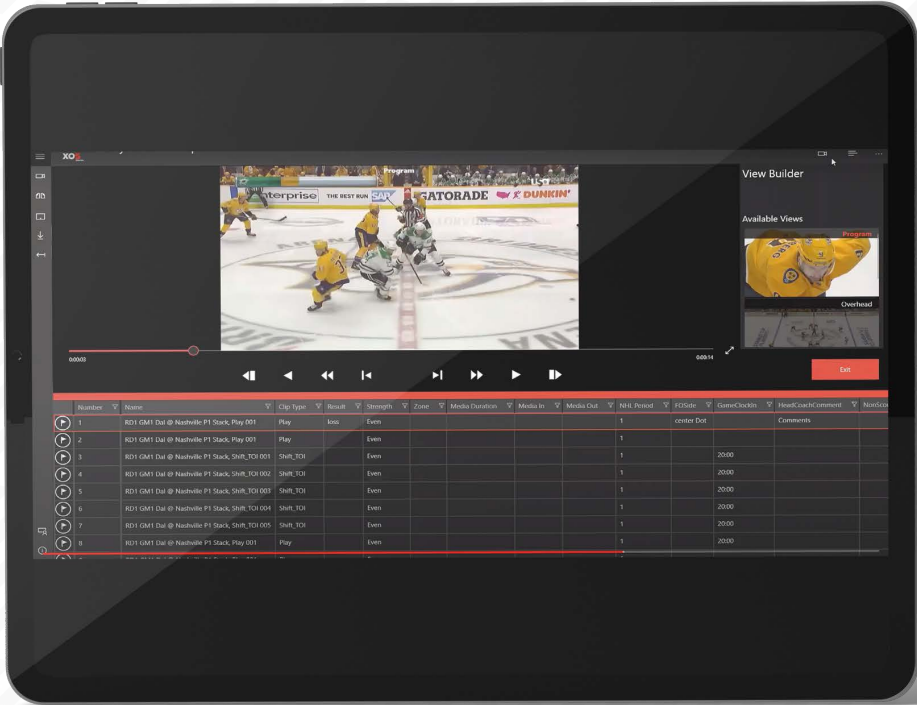 XOS
Program
Enterprise THE BEST RUN SAP GATORADE DUNKIN'
View Builder
Available Views
Program
Overhead
0:00:03
0:00:14
Exit
Number Name Clip Type Result Strength Zone Media Duration Media In Media Out NHL Period FOSide GameClockIn HeadCoachComment NonSco
1 RD1 GM1 Dal @ Nashville P1 Stack, Play 001 Play loss Even 1 center Dot Comments
2 RD1 GM1 Dal @ Nashville P1 Stack, Play 001 Play Even 1
3 RD1 GM1 Dal @ Nashville P1 Stack, Shift_TOI 001 Shift_TOI Even 1 20:00
4 RD1 GM1 Dal @ Nashville P1 Stack, Shift_TOI 002 Shift_TOI Even 1 20:00
5 RD1 GM1 Dal @ Nashville P1 Stack, Shift_TOI 003 Shift_TOI Even 1 20:00
6 RD1 GM1 Dal @ Nashville P1 Stack, Shift_TOI 004 Shift_TOI Even 1 20:00
7 RD1 GM1 Dal @ Nashville P1 Stack, Shift_TOI 005 Shift_TOI Even 1 20:00
8 RD1 GM1 Dal @ Nashville P1 Stack, Play 001 Play Even 1 20:00